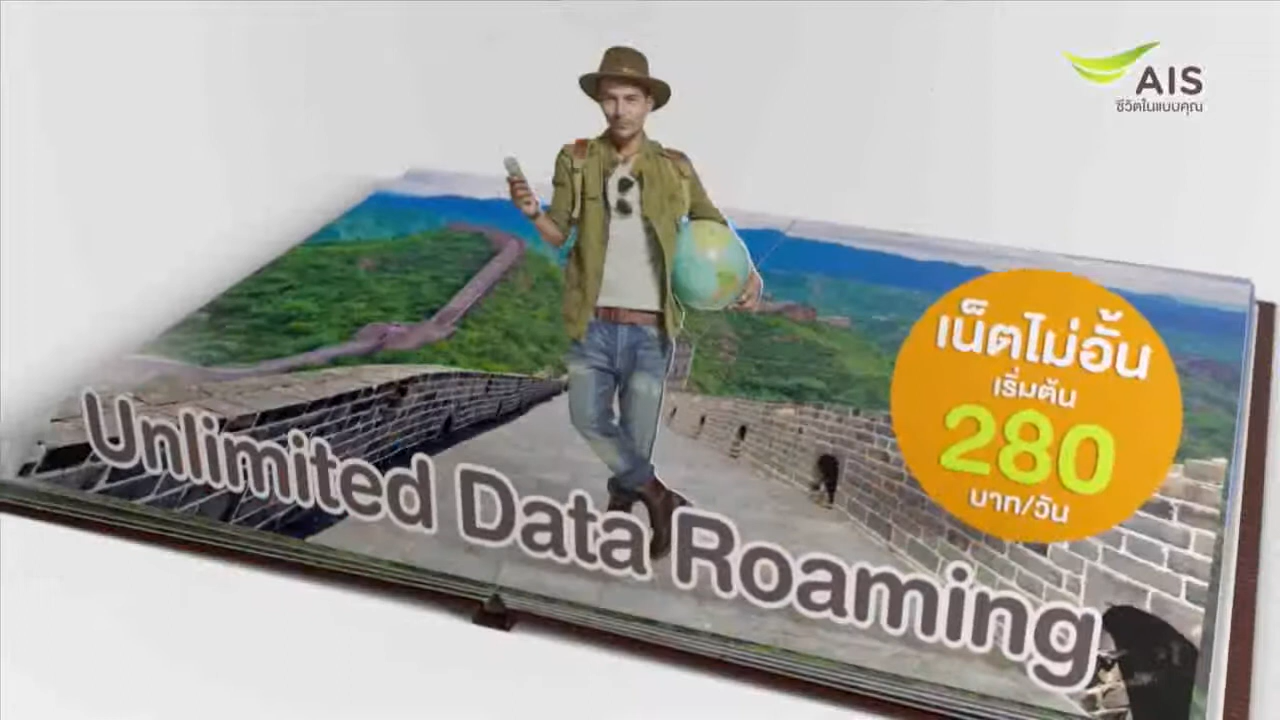 AIS
ชีวิตในแบบคุณ
เน็ตไม่อั้น
เริ่มต้น
280
บาท/วัน
Unlimited Data Roaming